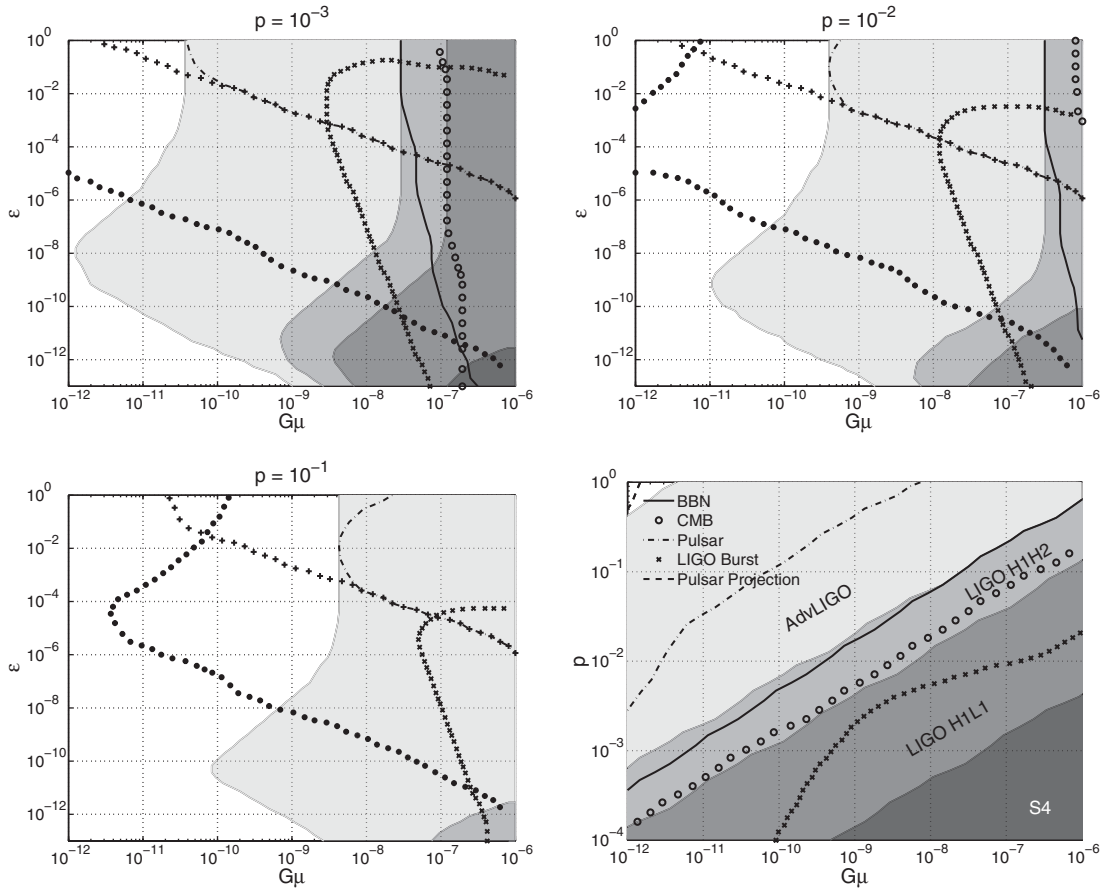 p = 10⁻³
p = 10⁻²
10⁰
10⁻²
10⁻⁴
10⁻⁶
10⁻⁸
10⁻¹⁰
10⁻¹²
ε
10⁻¹² 10⁻¹¹ 10⁻¹⁰ 10⁻⁹ 10⁻⁸ 10⁻⁷ 10⁻⁶
Gμ
10⁰
10⁻²
10⁻⁴
10⁻⁶
10⁻⁸
10⁻¹⁰
10⁻¹²
ε
10⁻¹² 10⁻¹¹ 10⁻¹⁰ 10⁻⁹ 10⁻⁸ 10⁻⁷ 10⁻⁶
Gμ
p = 10⁻¹
10⁰
10⁻²
10⁻⁴
10⁻⁶
10⁻⁸
10⁻¹⁰
10⁻¹²
ε
10⁻¹² 10⁻¹¹ 10⁻¹⁰ 10⁻⁹ 10⁻⁸ 10⁻⁷ 10⁻⁶
Gμ
10⁰
10⁻¹
10⁻²
10⁻³
10⁻⁴
p
BBN
CMB
Pulsar
LIGO Burst
Pulsar Projection
AdvLIGO
LIGO H1H2
LIGO H1L1
S4
10⁻¹² 10⁻¹¹ 10⁻¹⁰ 10⁻⁹ 10⁻⁸ 10⁻⁷ 10⁻⁶
Gμ